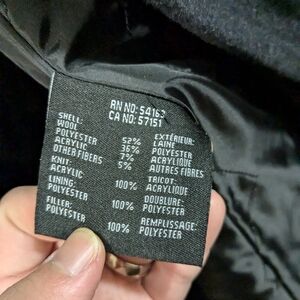 RN NO: 54163
CA NO: 57151
SHELL: EXTÉRIEUR:
WOOL 52% LAINE
POLYESTER 36% POLYESTER
ACRYLIC 7% ACRYLIQUE
OTHER FIBERS 5% AUTRES FIBRES
KNIT: TRICOT:
ACRYLIC 100% ACRYLIQUE
LINING: DOUBLURE:
POLYESTER 100% POLYESTER
FILLER: REMPLISSAGE:
POLYESTER 100% POLYESTER